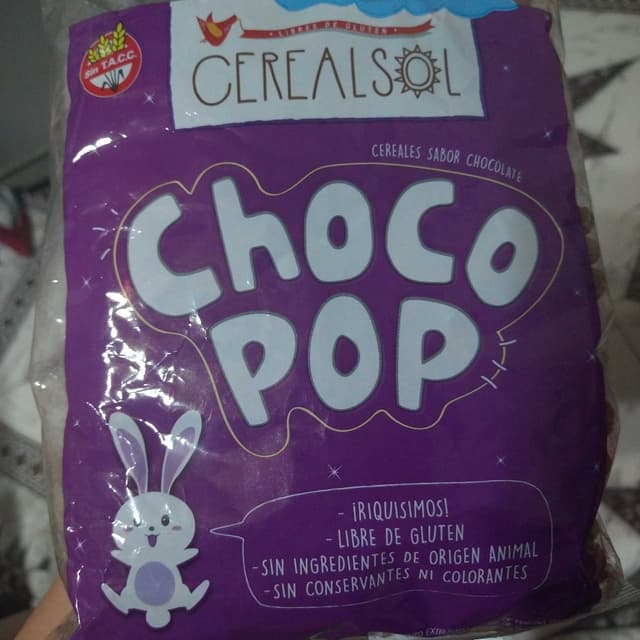 LIBRES DE GLUTEN
Sin T.A.C.C.
CEREALSOL
CEREALES SABOR CHOCOLATE
CHOCO
POP
- ¡RIQUISIMOS!
- LIBRE DE GLUTEN
-SIN INGREDIENTES DE ORIGEN ANIMAL
-SIN CONSERVANTES NI COLORANTES